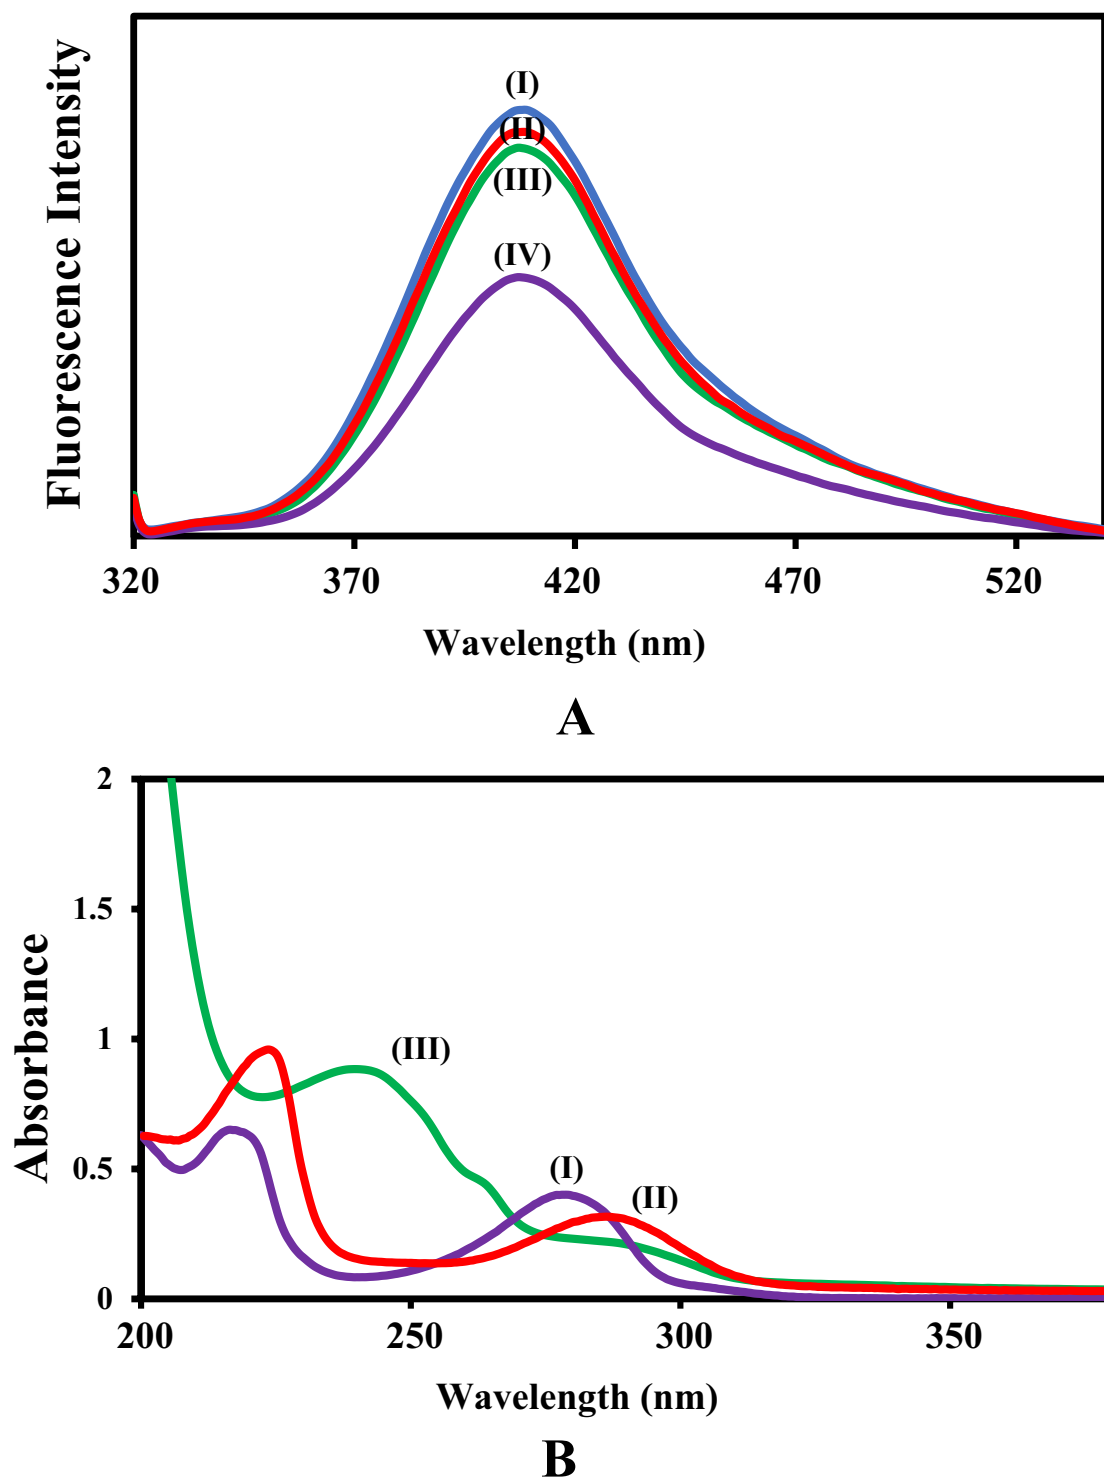 Fluorescence Intensity
(I)
(II)
(III)
(IV)
320 370 420 470 520
Wavelength (nm)
A
Absorbance
2
1.5
1
0.5
0
(III)
(I)
(II)
200 250 300 350
Wavelength (nm)
B